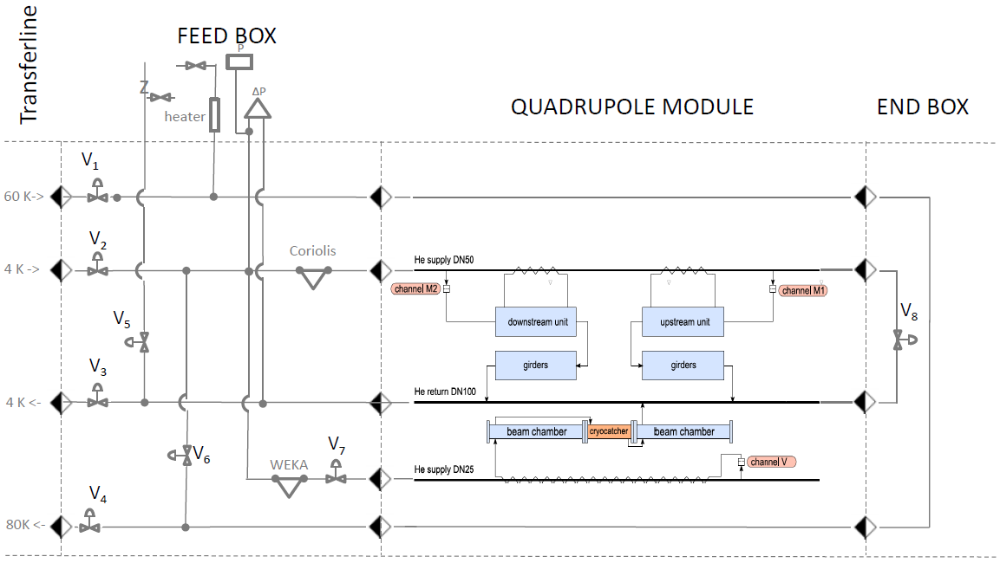 Transferline
FEED BOX
P
ΔP
Z
heater
QUADRUPOLE MODULE
END BOX
V1
60 K->
V2
Coriolis
4 K ->
He supply DN50
channel M2
channel M1
V5
downstream unit
upstream unit
V8
V3
girders
girders
4 K <-
He return DN100
beam chamber
cryocatcher
beam chamber
V6
V7
WEKA
channel V
He supply DN25
V4
80K <-